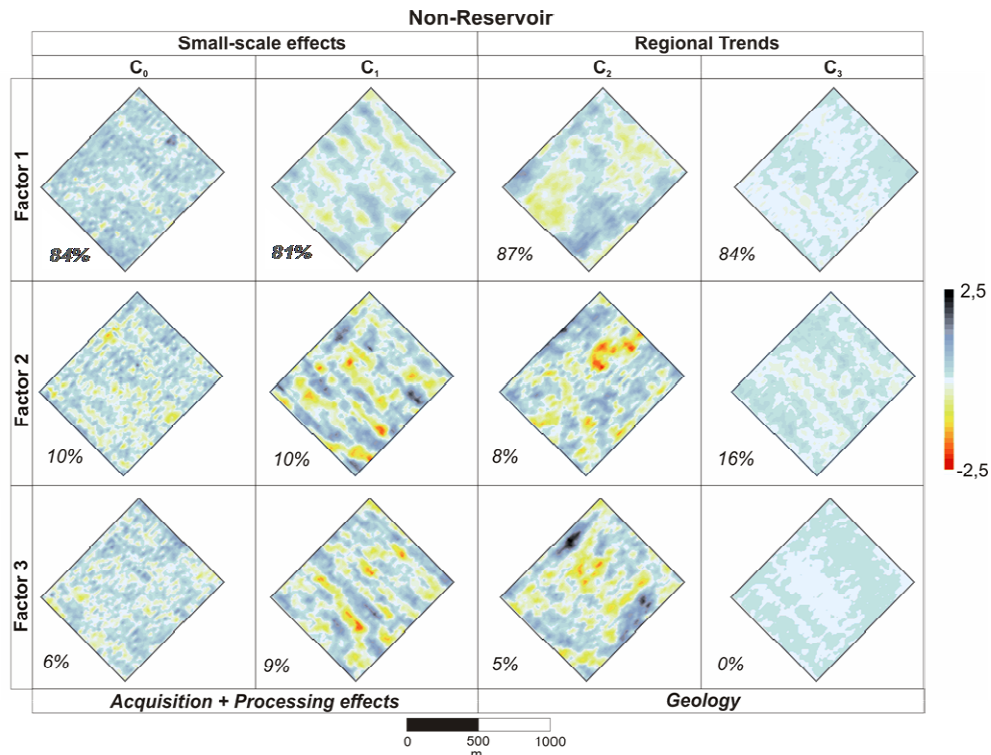 Non-Reservoir
Small-scale effects Regional Trends
C₀ C₁ C₂ C₃
Factor 1
84% 81% 87% 84%
Factor 2
10% 10% 8% 16%
Factor 3
6% 9% 5% 0%
2,5
-2,5
Acquisition + Processing effects Geology
0 500 1000
m